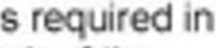 s required in